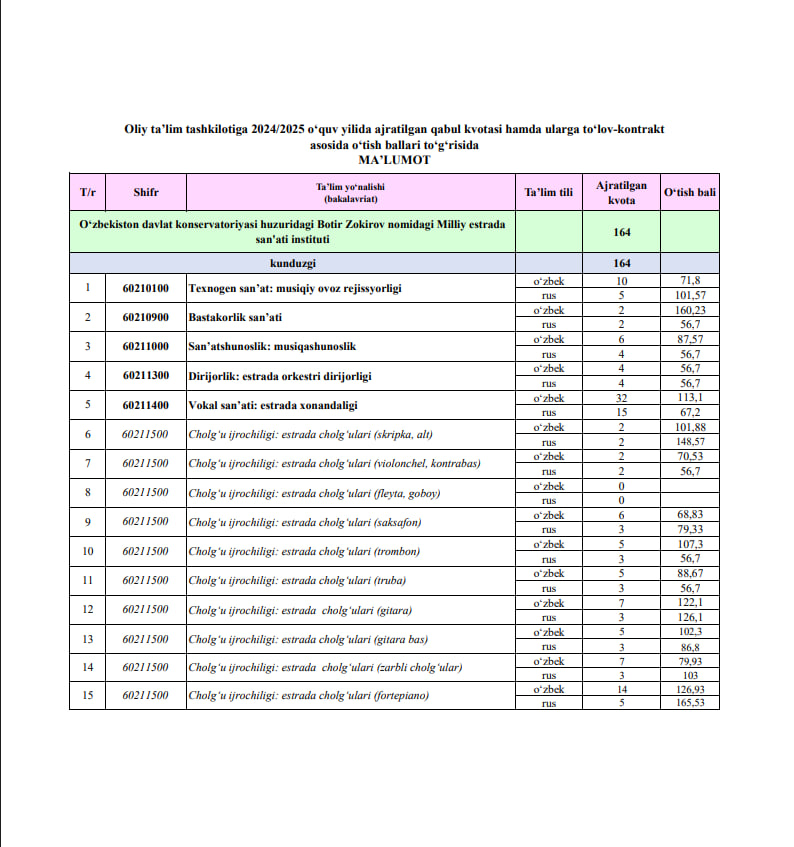 Oliy ta’lim tashkilotiga 2024/2025 o‘quv yilida ajratilgan qabul kvotasi hamda ularga to‘lov-kontrakt
asosida o‘tish ballari to‘g‘risida
MA’LUMOT
T/r Shifr Ta’lim yo‘nalishi (bakalavriat) Ta’lim tili Ajratilgan kvota O‘tish bali
O‘zbekiston davlat konservatoriyasi huzuridagi Botir Zokirov nomidagi Milliy estrada
san'ati instituti 164
kunduzgi 164
1 60210100 Texnogen san’at: musiqiy ovoz rejissyorligi o‘zbek 10 71,8
rus 5 101,57
2 60210900 Bastakorlik san’ati o‘zbek 2 160,23
rus 2 56,7
3 60211000 San’atshunoslik: musiqashunoslik o‘zbek 6 87,57
rus 4 56,7
4 60211300 Dirijorlik: estrada orkestri dirijorligi o‘zbek 4 56,7
rus 4 56,7
5 60211400 Vokal san’ati: estrada xonandaligi o‘zbek 32 113,1
rus 15 67,2
6 60211500 Cholg‘u ijrochiligi: estrada cholg‘ulari (skripka, alt) o‘zbek 2 101,88
rus 2 148,57
7 60211500 Cholg‘u ijrochiligi: estrada cholg‘ulari (violonchel, kontrabas) o‘zbek 2 70,53
rus 2 56,7
8 60211500 Cholg‘u ijrochiligi: estrada cholg‘ulari (fleyta, goboy) o‘zbek 0
rus 0
9 60211500 Cholg‘u ijrochiligi: estrada cholg‘ulari (saksafon) o‘zbek 6 68,83
rus 3 79,33
10 60211500 Cholg‘u ijrochiligi: estrada cholg‘ulari (trombon) o‘zbek 5 107,3
rus 3 56,7
11 60211500 Cholg‘u ijrochiligi: estrada cholg‘ulari (truba) o‘zbek 5 88,67
rus 3 56,7
12 60211500 Cholg‘u ijrochiligi: estrada cholg‘ulari (gitara) o‘zbek 7 122,1
rus 3 126,1
13 60211500 Cholg‘u ijrochiligi: estrada cholg‘ulari (gitara bas) o‘zbek 5 102,3
rus 3 86,8
14 60211500 Cholg‘u ijrochiligi: estrada cholg‘ulari (zarbli cholg‘ular) o‘zbek 7 79,93
rus 3 103
15 60211500 Cholg‘u ijrochiligi: estrada cholg‘ulari (fortepiano) o‘zbek 14 126,93
rus 5 165,53